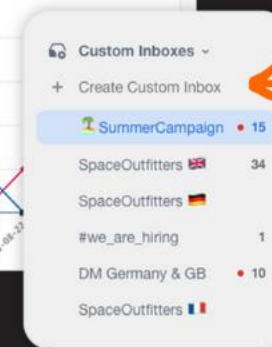 Custom Inboxes
+ Create Custom Inbox
🏝️ SummerCampaign • 15
SpaceOutfitters 🇬🇧 34
SpaceOutfitters 🇩🇪
#we_are_hiring 1
DM Germany & GB • 10
SpaceOutfitters 🇫🇷